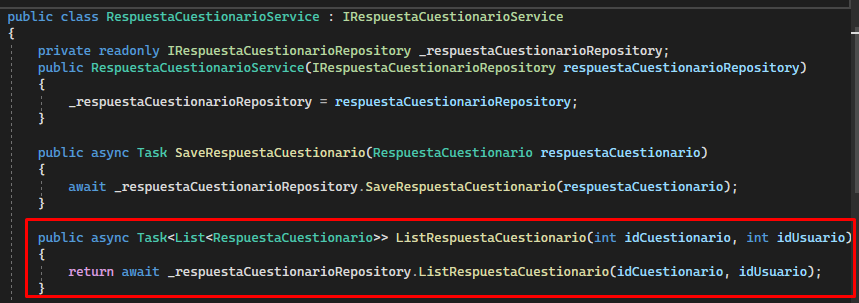 public class RespuestaCuestionarioService : IRespuestaCuestionarioService
{
private readonly IRespuestaCuestionarioRepository _respuestaCuestionarioRepository;
public RespuestaCuestionarioService(IRespuestaCuestionarioRepository respuestaCuestionarioRepository)
{
_respuestaCuestionarioRepository = respuestaCuestionarioRepository;
}
public async Task SaveRespuestaCuestionario(RespuestaCuestionario respuestaCuestionario)
{
await _respuestaCuestionarioRepository.SaveRespuestaCuestionario(respuestaCuestionario);
}
public async Task<List<RespuestaCuestionario>> ListRespuestaCuestionario(int idCuestionario, int idUsuario)
{
return await _respuestaCuestionarioRepository.ListRespuestaCuestionario(idCuestionario, idUsuario);
}